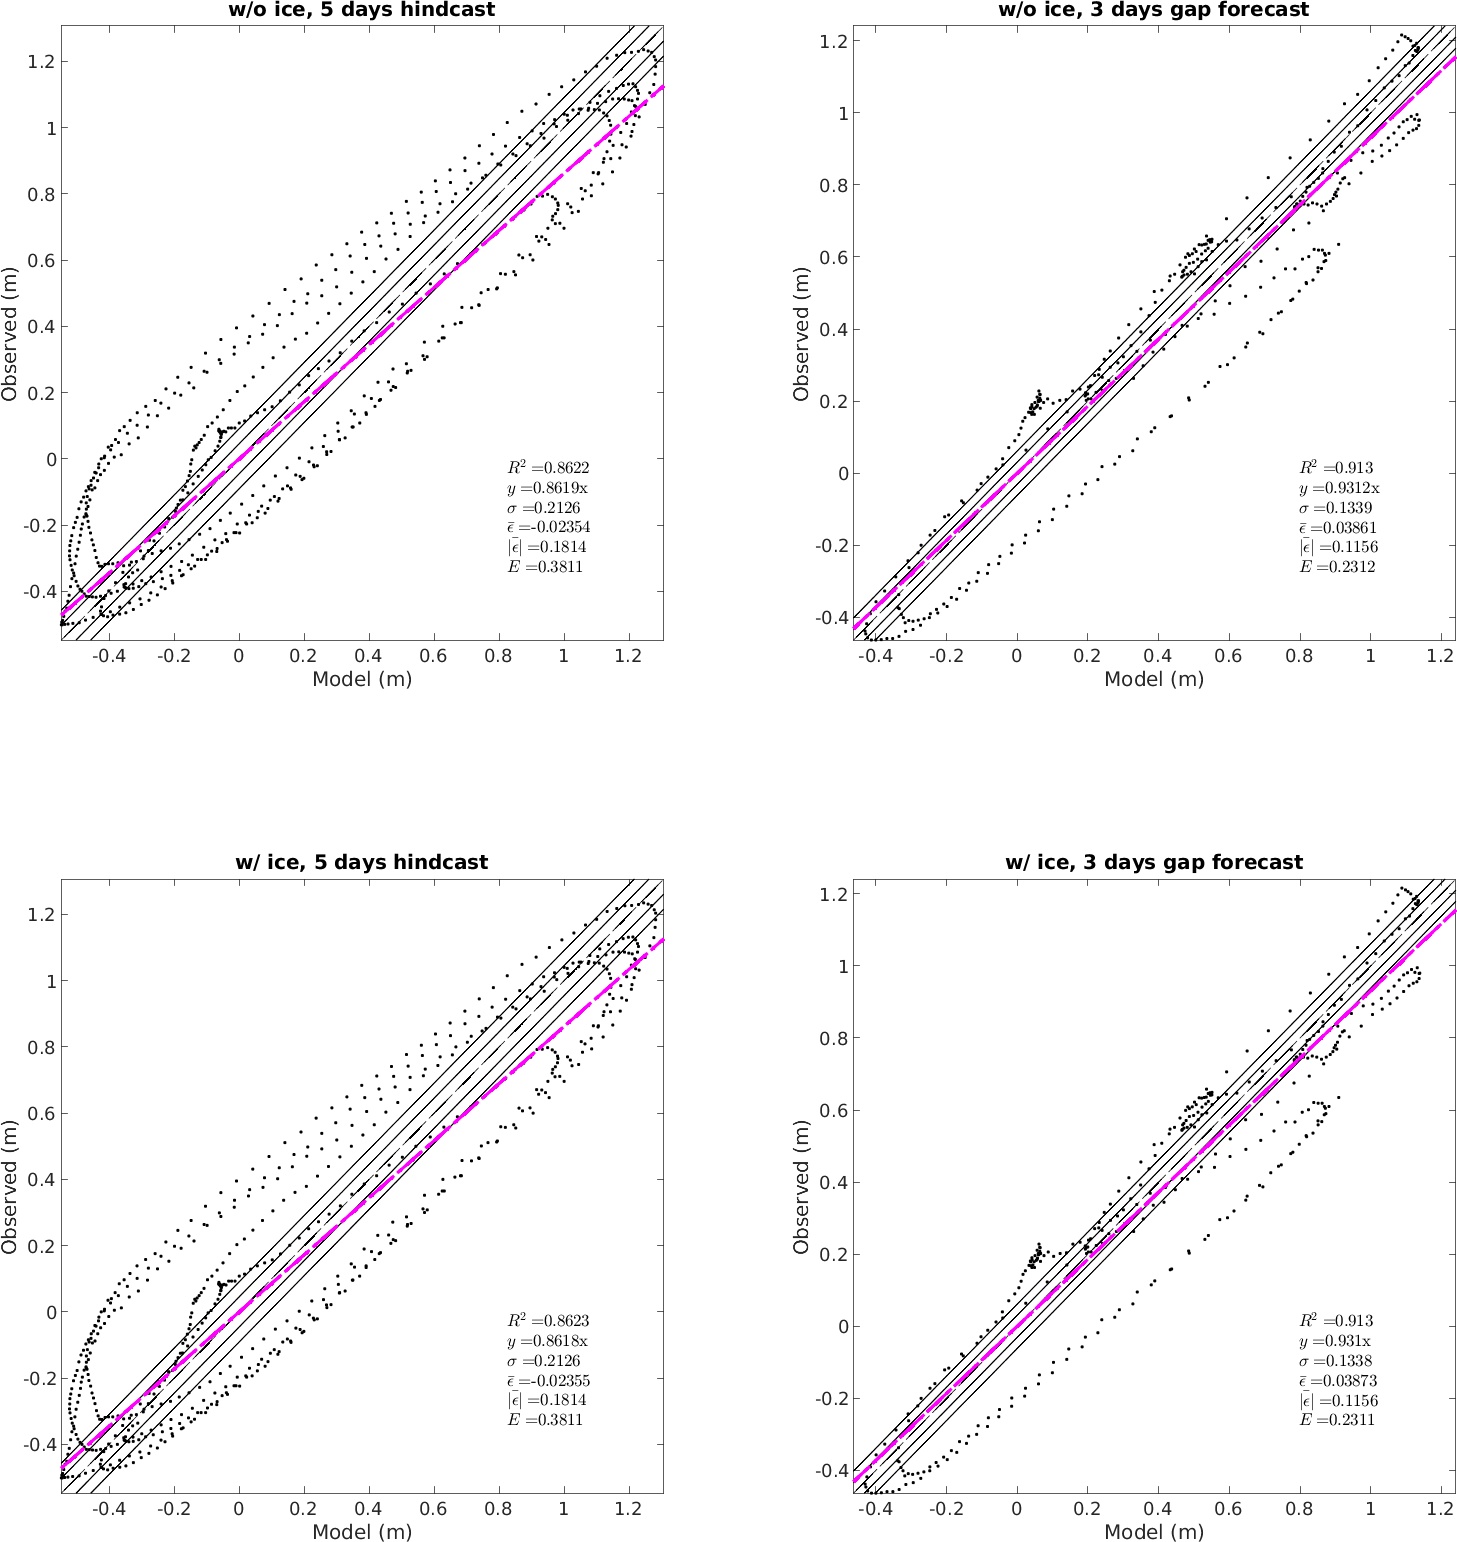 w/o ice, 5 days hindcast
1.2
1
0.8
0.6
0.4
0.2
0
-0.2
-0.4
Observed (m)
R² =0.8622
y =0.8619x
σ =0.2126
ϵ̄ =-0.02354
|ϵ̄| =0.1814
E =0.3811
-0.4 -0.2 0 0.2 0.4 0.6 0.8 1 1.2
Model (m)
w/o ice, 3 days gap forecast
1.2
1
0.8
0.6
0.4
0.2
0
-0.2
-0.4
Observed (m)
R² =0.913
y =0.9312x
σ =0.1339
ϵ̄ =0.03861
|ϵ̄| =0.1156
E =0.2312
-0.4 -0.2 0 0.2 0.4 0.6 0.8 1 1.2
Model (m)
w/ ice, 5 days hindcast
1.2
1
0.8
0.6
0.4
0.2
0
-0.2
-0.4
Observed (m)
R² =0.8623
y =0.8618x
σ =0.2126
ϵ̄ =-0.02355
|ϵ̄| =0.1814
E =0.3811
-0.4 -0.2 0 0.2 0.4 0.6 0.8 1 1.2
Model (m)
w/ ice, 3 days gap forecast
1.2
1
0.8
0.6
0.4
0.2
0
-0.2
-0.4
Observed (m)
R² =0.913
y =0.931x
σ =0.1338
ϵ̄ =0.03873
|ϵ̄| =0.1156
E =0.2311
-0.4 -0.2 0 0.2 0.4 0.6 0.8 1 1.2
Model (m)